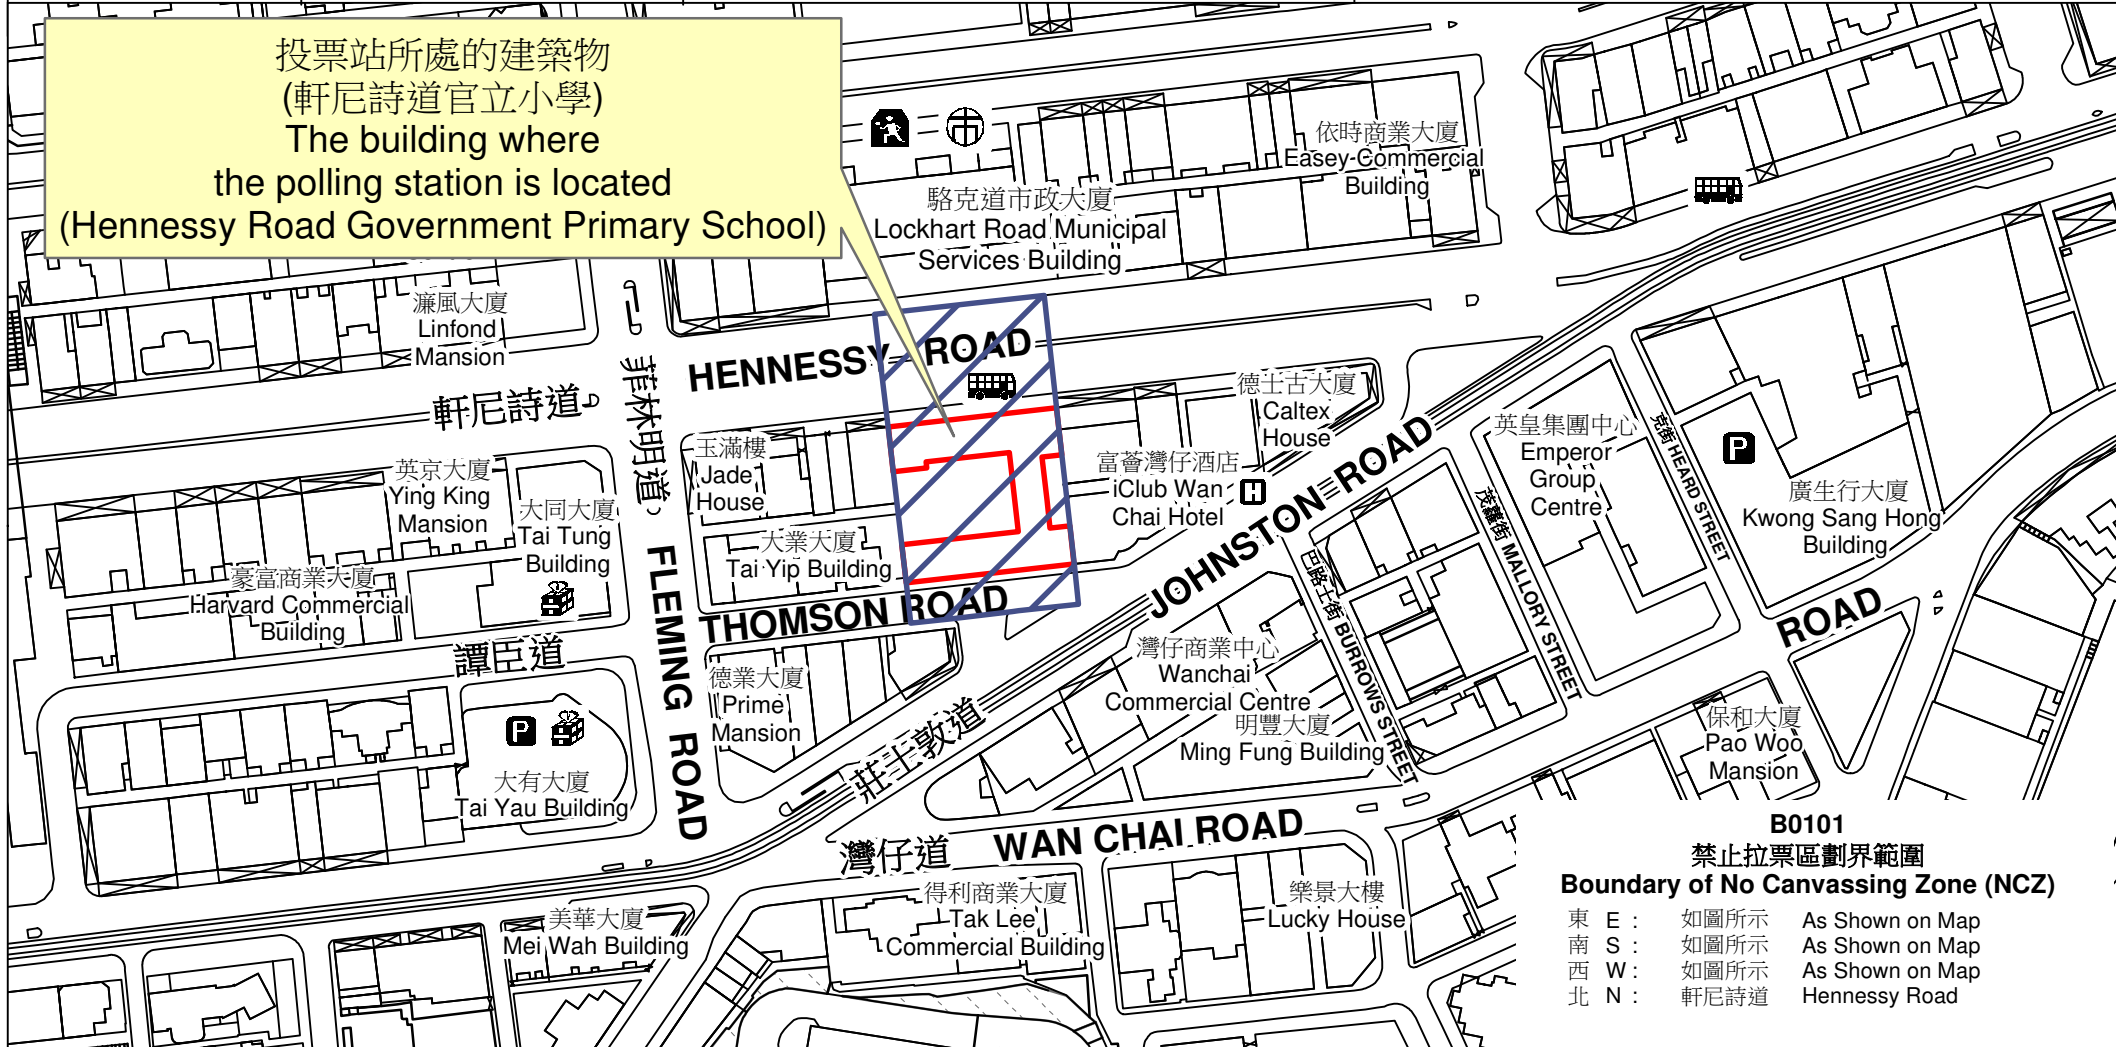 投票站所處的建築物
(軒尼詩道官立小學)
The building where
the polling station is located
(Hennessy Road Government Primary School)
依時商業大廈
Easey Commercial
Building
駱克道市政大廈
Lockhart Road Municipal
Services Building
濂風大廈
Linfond
Mansion
軒尼詩道
HENNESSY ROAD
菲林明道
FLEMING ROAD
德士古大廈
Caltex
House
英皇集團中心
Emperor
Group
Centre
克街 HEARD STREET
P
廣生行大廈
Kwong Sang Hong
Building
玉滿樓
Jade
House
富薈灣仔酒店
iClub Wan
Chai Hotel
H
英京大廈
Ying King
Mansion
大同大廈
Tai Tung
Building
大業大廈
Tai Yip Building
豪富商業大廈
Harvard Commercial
Building
譚臣道
THOMSON ROAD
莊士敦道
JOHNSTON ROAD
巴路士街 BURROWS STREET
茂蘿街 MALLORY STREET
德業大廈
Prime
Mansion
灣仔商業中心
Wanchai
Commercial Centre
明豐大廈
Ming Fung Building
P
大有大廈
Tai Yau Building
保和大廈
Pao Woo
Mansion
灣仔道 WAN CHAI ROAD
ROAD
美華大廈
Mei Wah Building
得利商業大廈
Tak Lee
Commercial Building
樂景大樓
Lucky House
B0101
禁止拉票區劃界範圍
Boundary of No Canvassing Zone (NCZ)
東 E : 如圖所示 As Shown on Map
南 S : 如圖所示 As Shown on Map
西 W : 如圖所示 As Shown on Map
北 N : 軒尼詩道 Hennessy Road